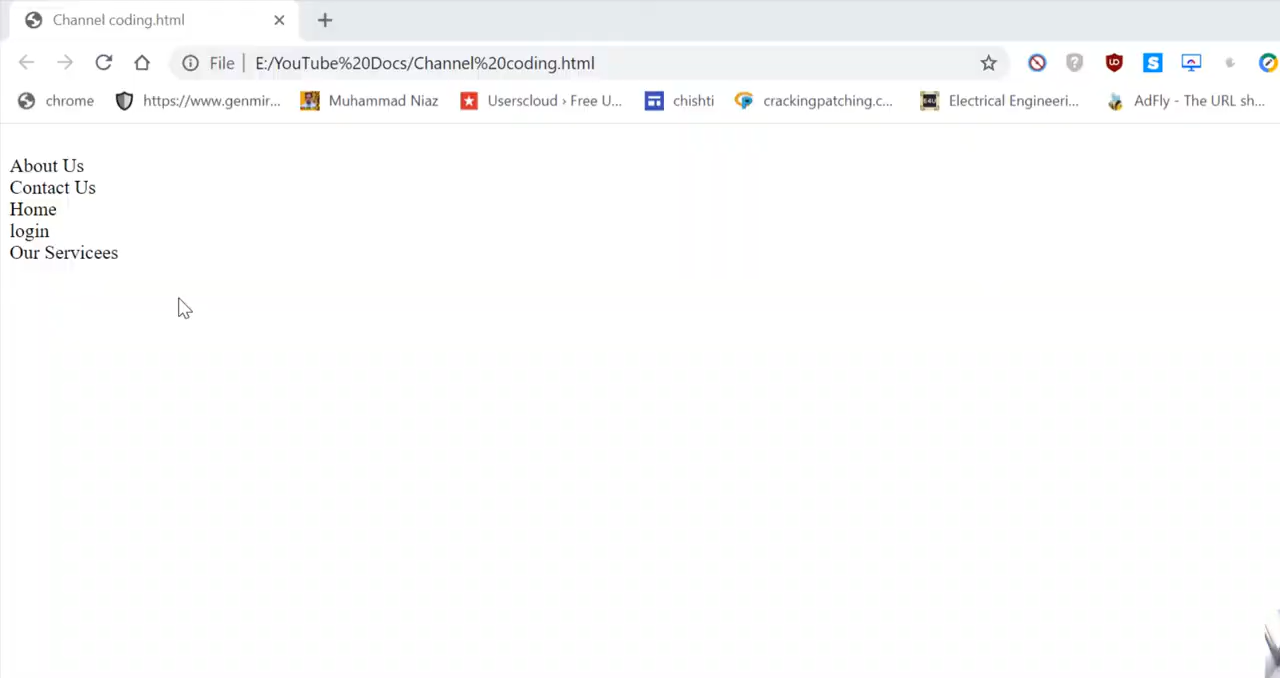 Channel coding.html
File | E:/YouTube%20Docs/Channel%20coding.html
chrome https://www.genmir... Muhammad Niaz Userscloud › Free U... chishti crackingpatching.c... Electrical Engineeri... AdFly - The URL sh...
About Us
Contact Us
Home
login
Our Servicees